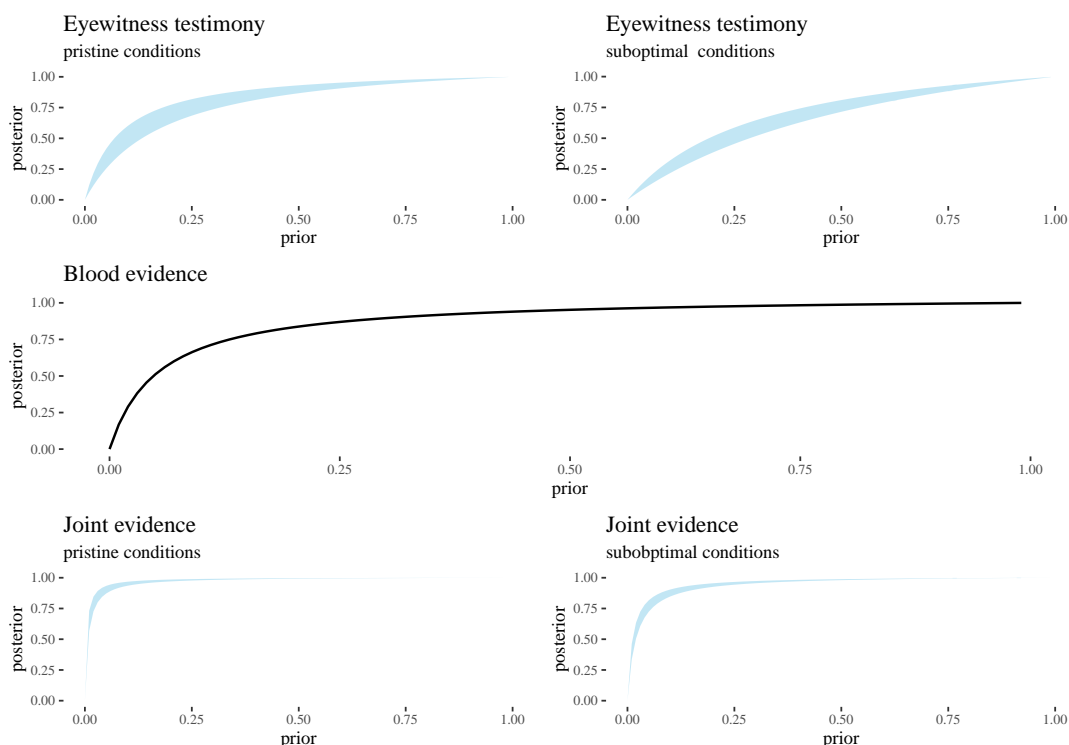 Eyewitness testimony
pristine conditions
1.00
0.75
0.50
0.25
0.00
posterior
0.00 0.25 0.50 0.75 1.00
prior
Eyewitness testimony
suboptimal conditions
1.00
0.75
0.50
0.25
0.00
posterior
0.00 0.25 0.50 0.75 1.00
prior
Blood evidence
1.00
0.75
0.50
0.25
0.00
posterior
0.00 0.25 0.50 0.75 1.00
prior
Joint evidence
pristine conditions
1.00
0.75
0.50
0.25
0.00
posterior
0.00 0.25 0.50 0.75 1.00
prior
Joint evidence
subobptimal conditions
1.00
0.75
0.50
0.25
0.00
posterior
0.00 0.25 0.50 0.75 1.00
prior